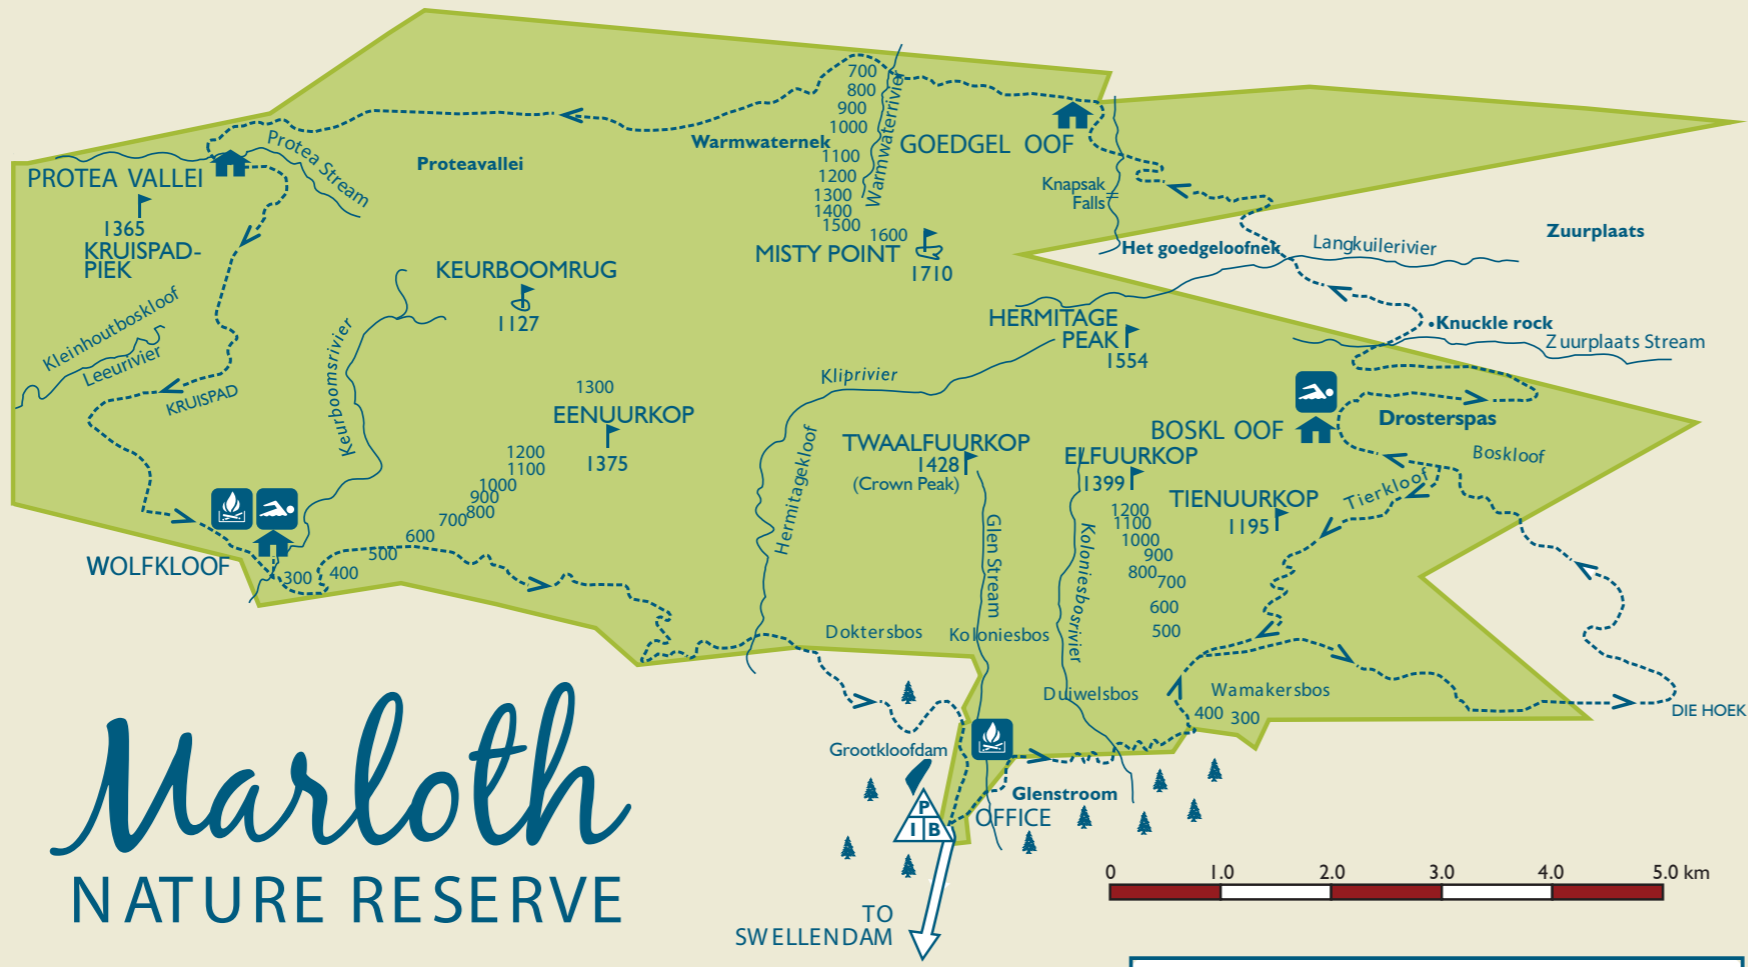 700
800
900
1000
1100
1200
1300
1400
1500
1600
Warmwaterrivier
Warmwaternek
GOEDGEL OOF
Protea Stream
Proteavallei
PROTEA VALLEI
1365
KRUISPAD-
PIEK
Knapsak
Falls
Het goedgeloofnek
Langkuilerivier
Zuurplaats
MISTY POINT
1710
KEURBOOMRUG
1127
Kleinhoutboskloof
Leeurivier
KRUISPAD
Keurboomsrivier
HERMITAGE
PEAK
1554
Knuckle rock
Zuurplaats Stream
Kliprivier
1300
EENUURKOP
1375
1200
1100
1000
900
800
700
600
500
400
300
Hermitagekloof
TWAALFUURKOP
1428
(Crown Peak)
BOSKL OOF
Drosterspas
Boskloof
ELFUURKOP
1399
TIENUURKOP
1195
Tierkloof
1200
1100
1000
900
800
700
600
500
Glen Stream
Koloniesbosrivier
WOLFKLOOF
Doktersbos
Koloniesbos
Duiwelsbos
Wamakersbos
400
300
DIE HOEK
Grootkloofdam
P
I B
Glenstroom
OFFICE
Marloth
NATURE RESERVE
TO
SWELLENDAM
0 1.0 2.0 3.0 4.0 5.0 km